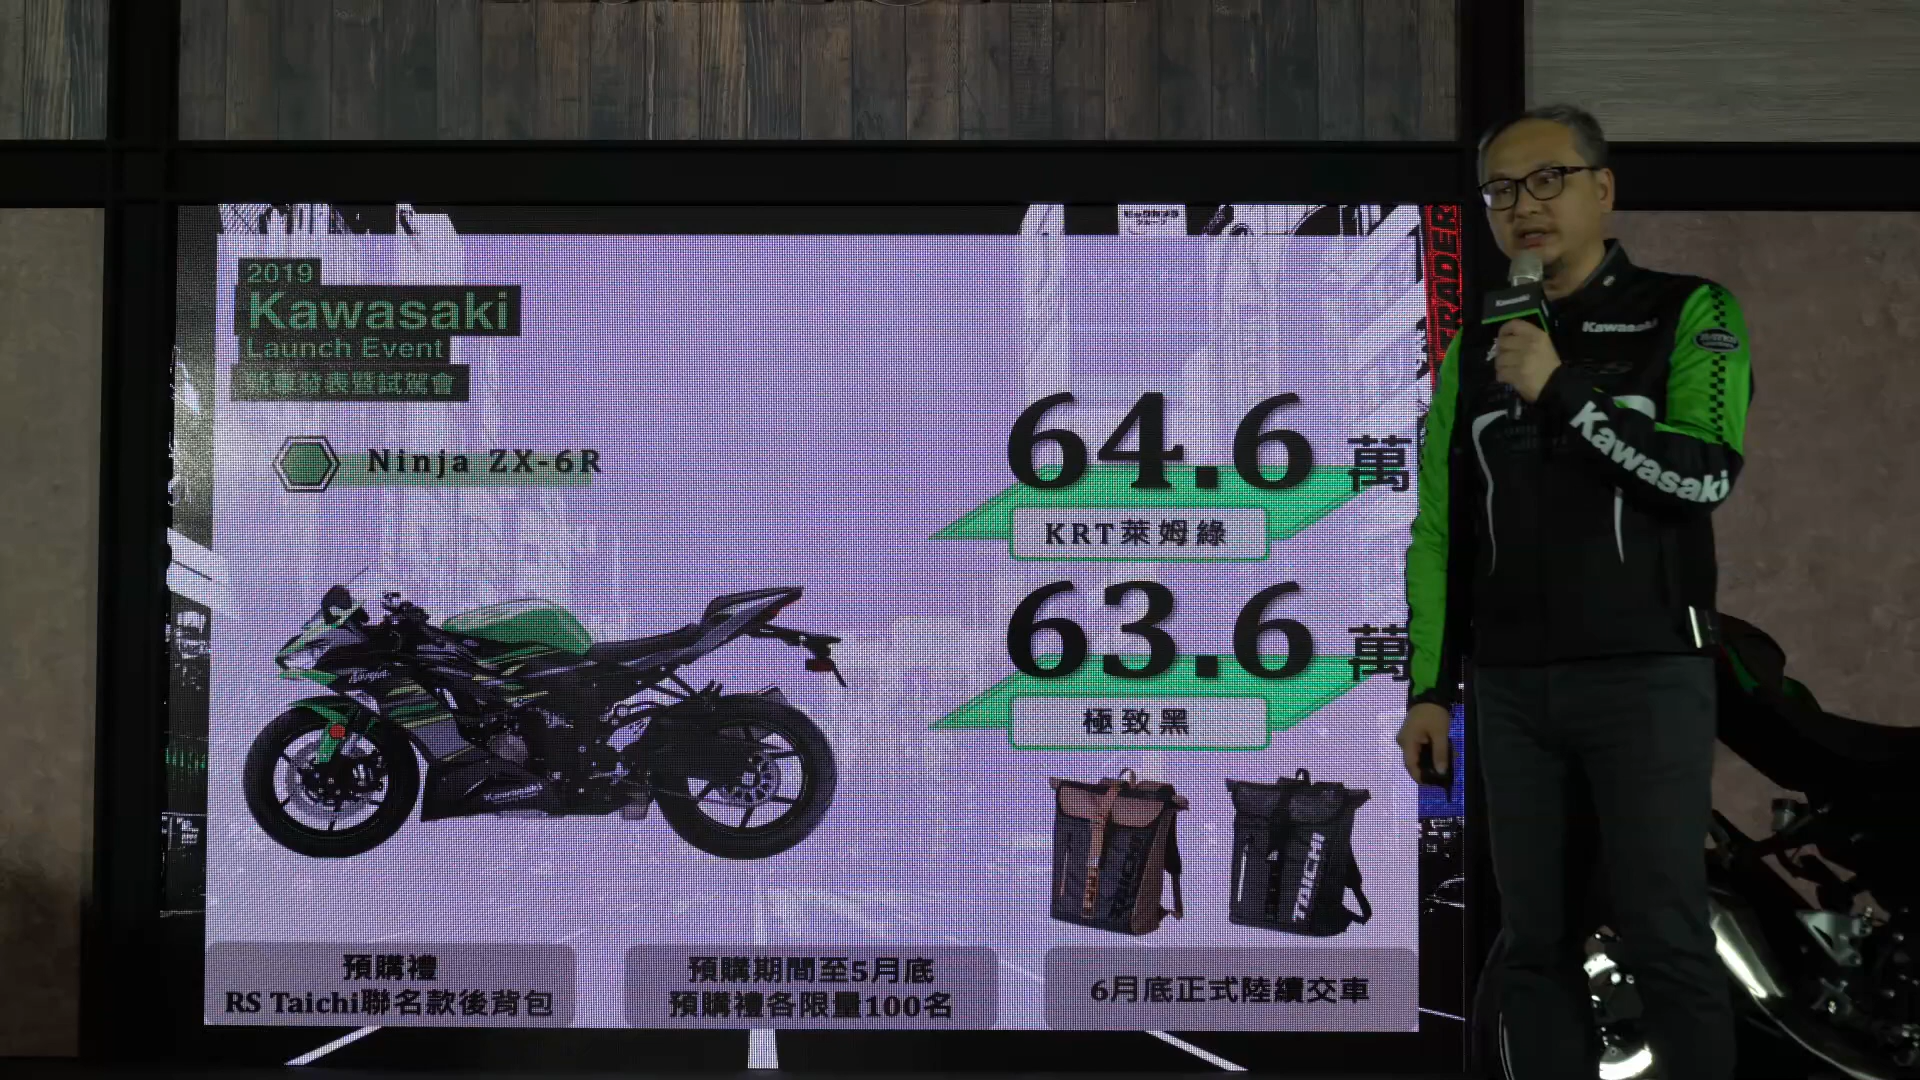 2019
Kawasaki
Launch Event
新車發表暨試駕會
Ninja ZX-6R
64.6萬
KRT萊姆綠
63.6萬
極致黑
Ninja
TAICHI
預購禮
RS Taichi聯名款後背包
預購期間至5月底
預購禮各限量100名
6月底正式陸續交車
Kawasaki
Kawasaki
Kawasaki